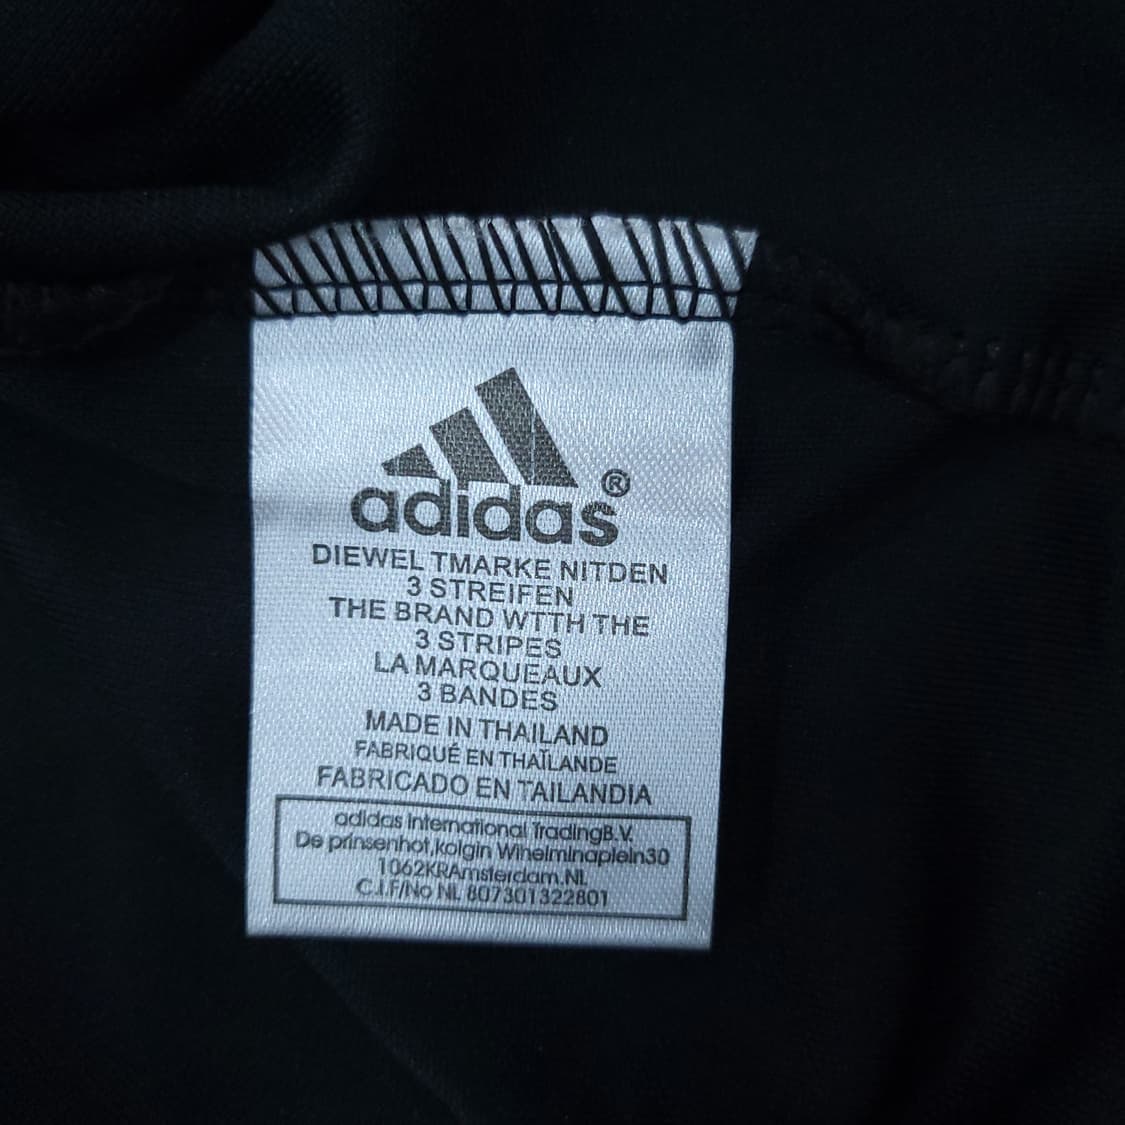 adidas®
DIEWEL TMARKE NITDEN
3 STREIFEN
THE BRAND WTTH THE
3 STRIPES
LA MARQUEAUX
3 BANDES
MADE IN THAILAND
FABRIQUÉ EN THAÏLANDE
FABRICADO EN TAILANDIA
adidas International TradingB.V.
De prinsenhot,kolgin Wihelminaplein30
1062KRAmsterdam.NL
C.I.F/No NL 807301322801